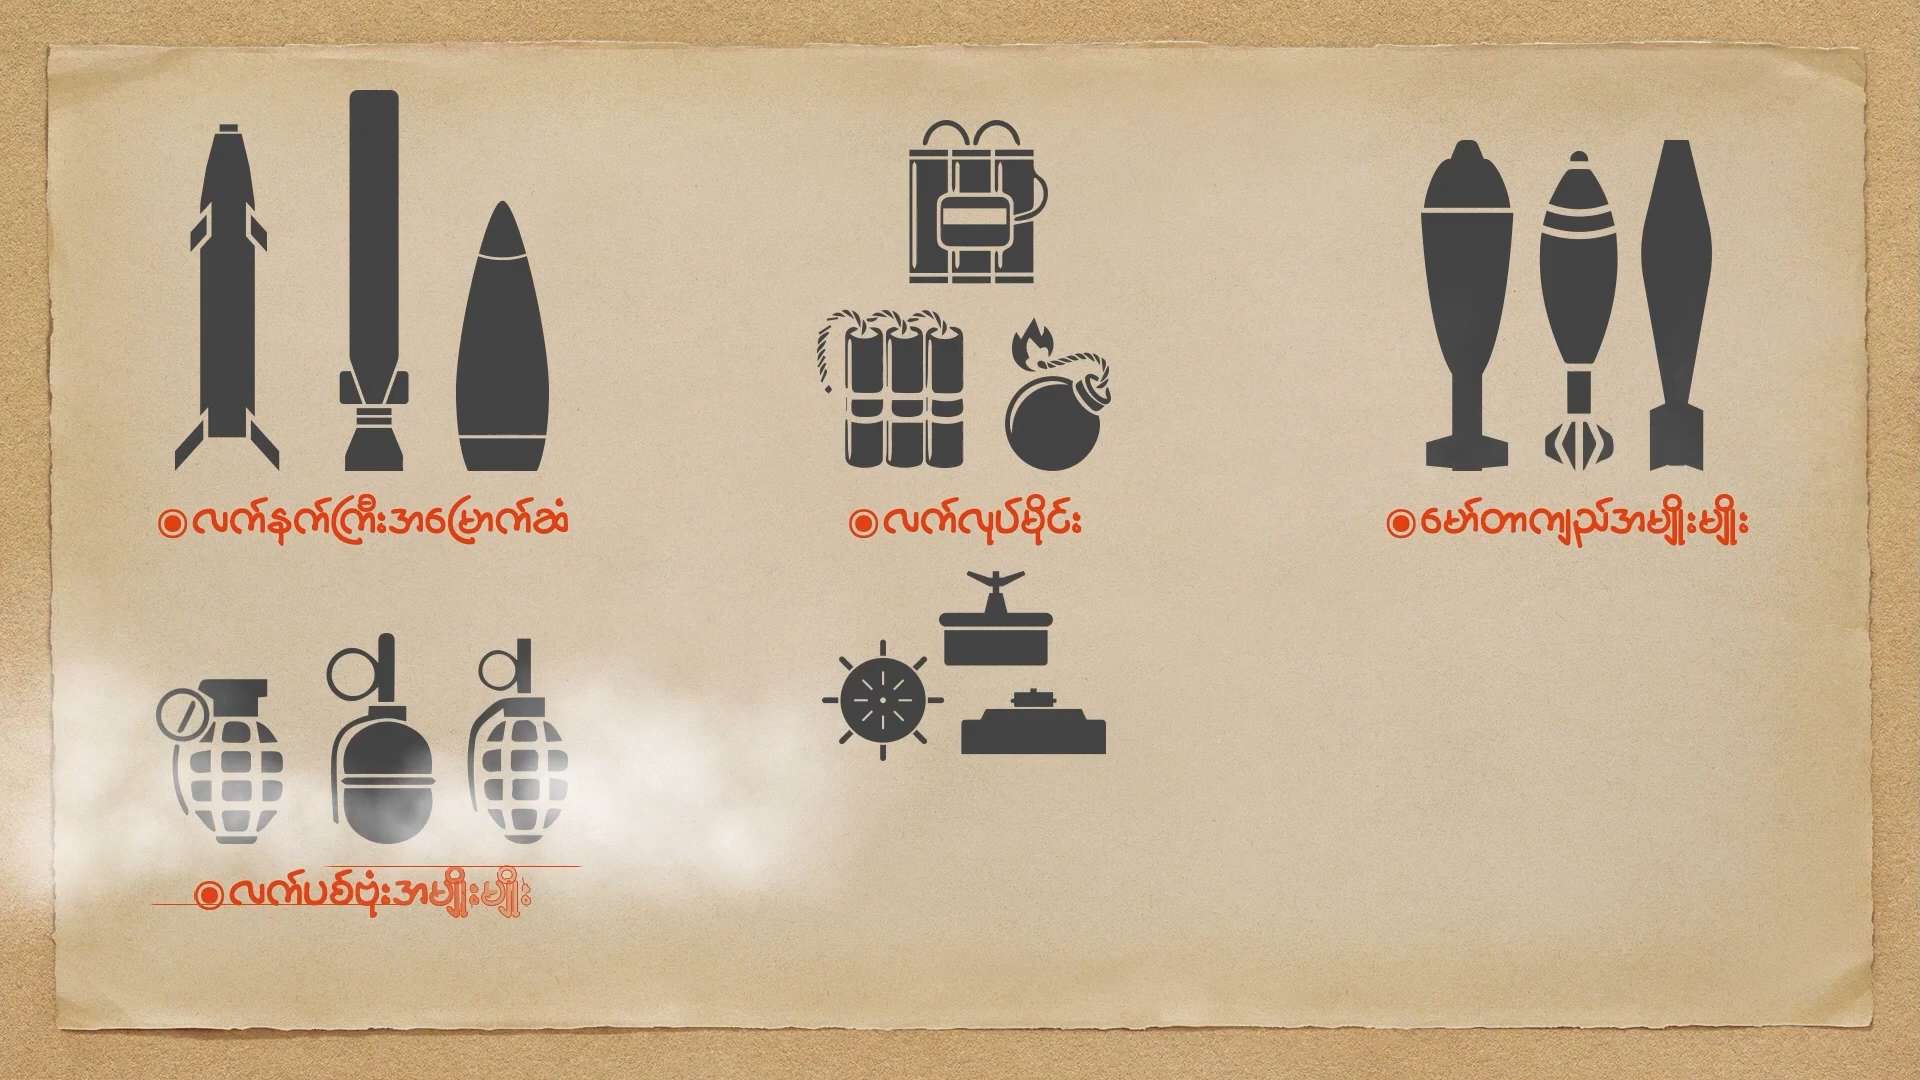 ◉လက်နက်ကြီးအမြောက်ဆံ
◉လက်လုပ်မိုင်း
◉မော်တာကျည်အမျိုးမျိုး
◉လက်ပစ်ဗုံးအမျိုးမျိုး